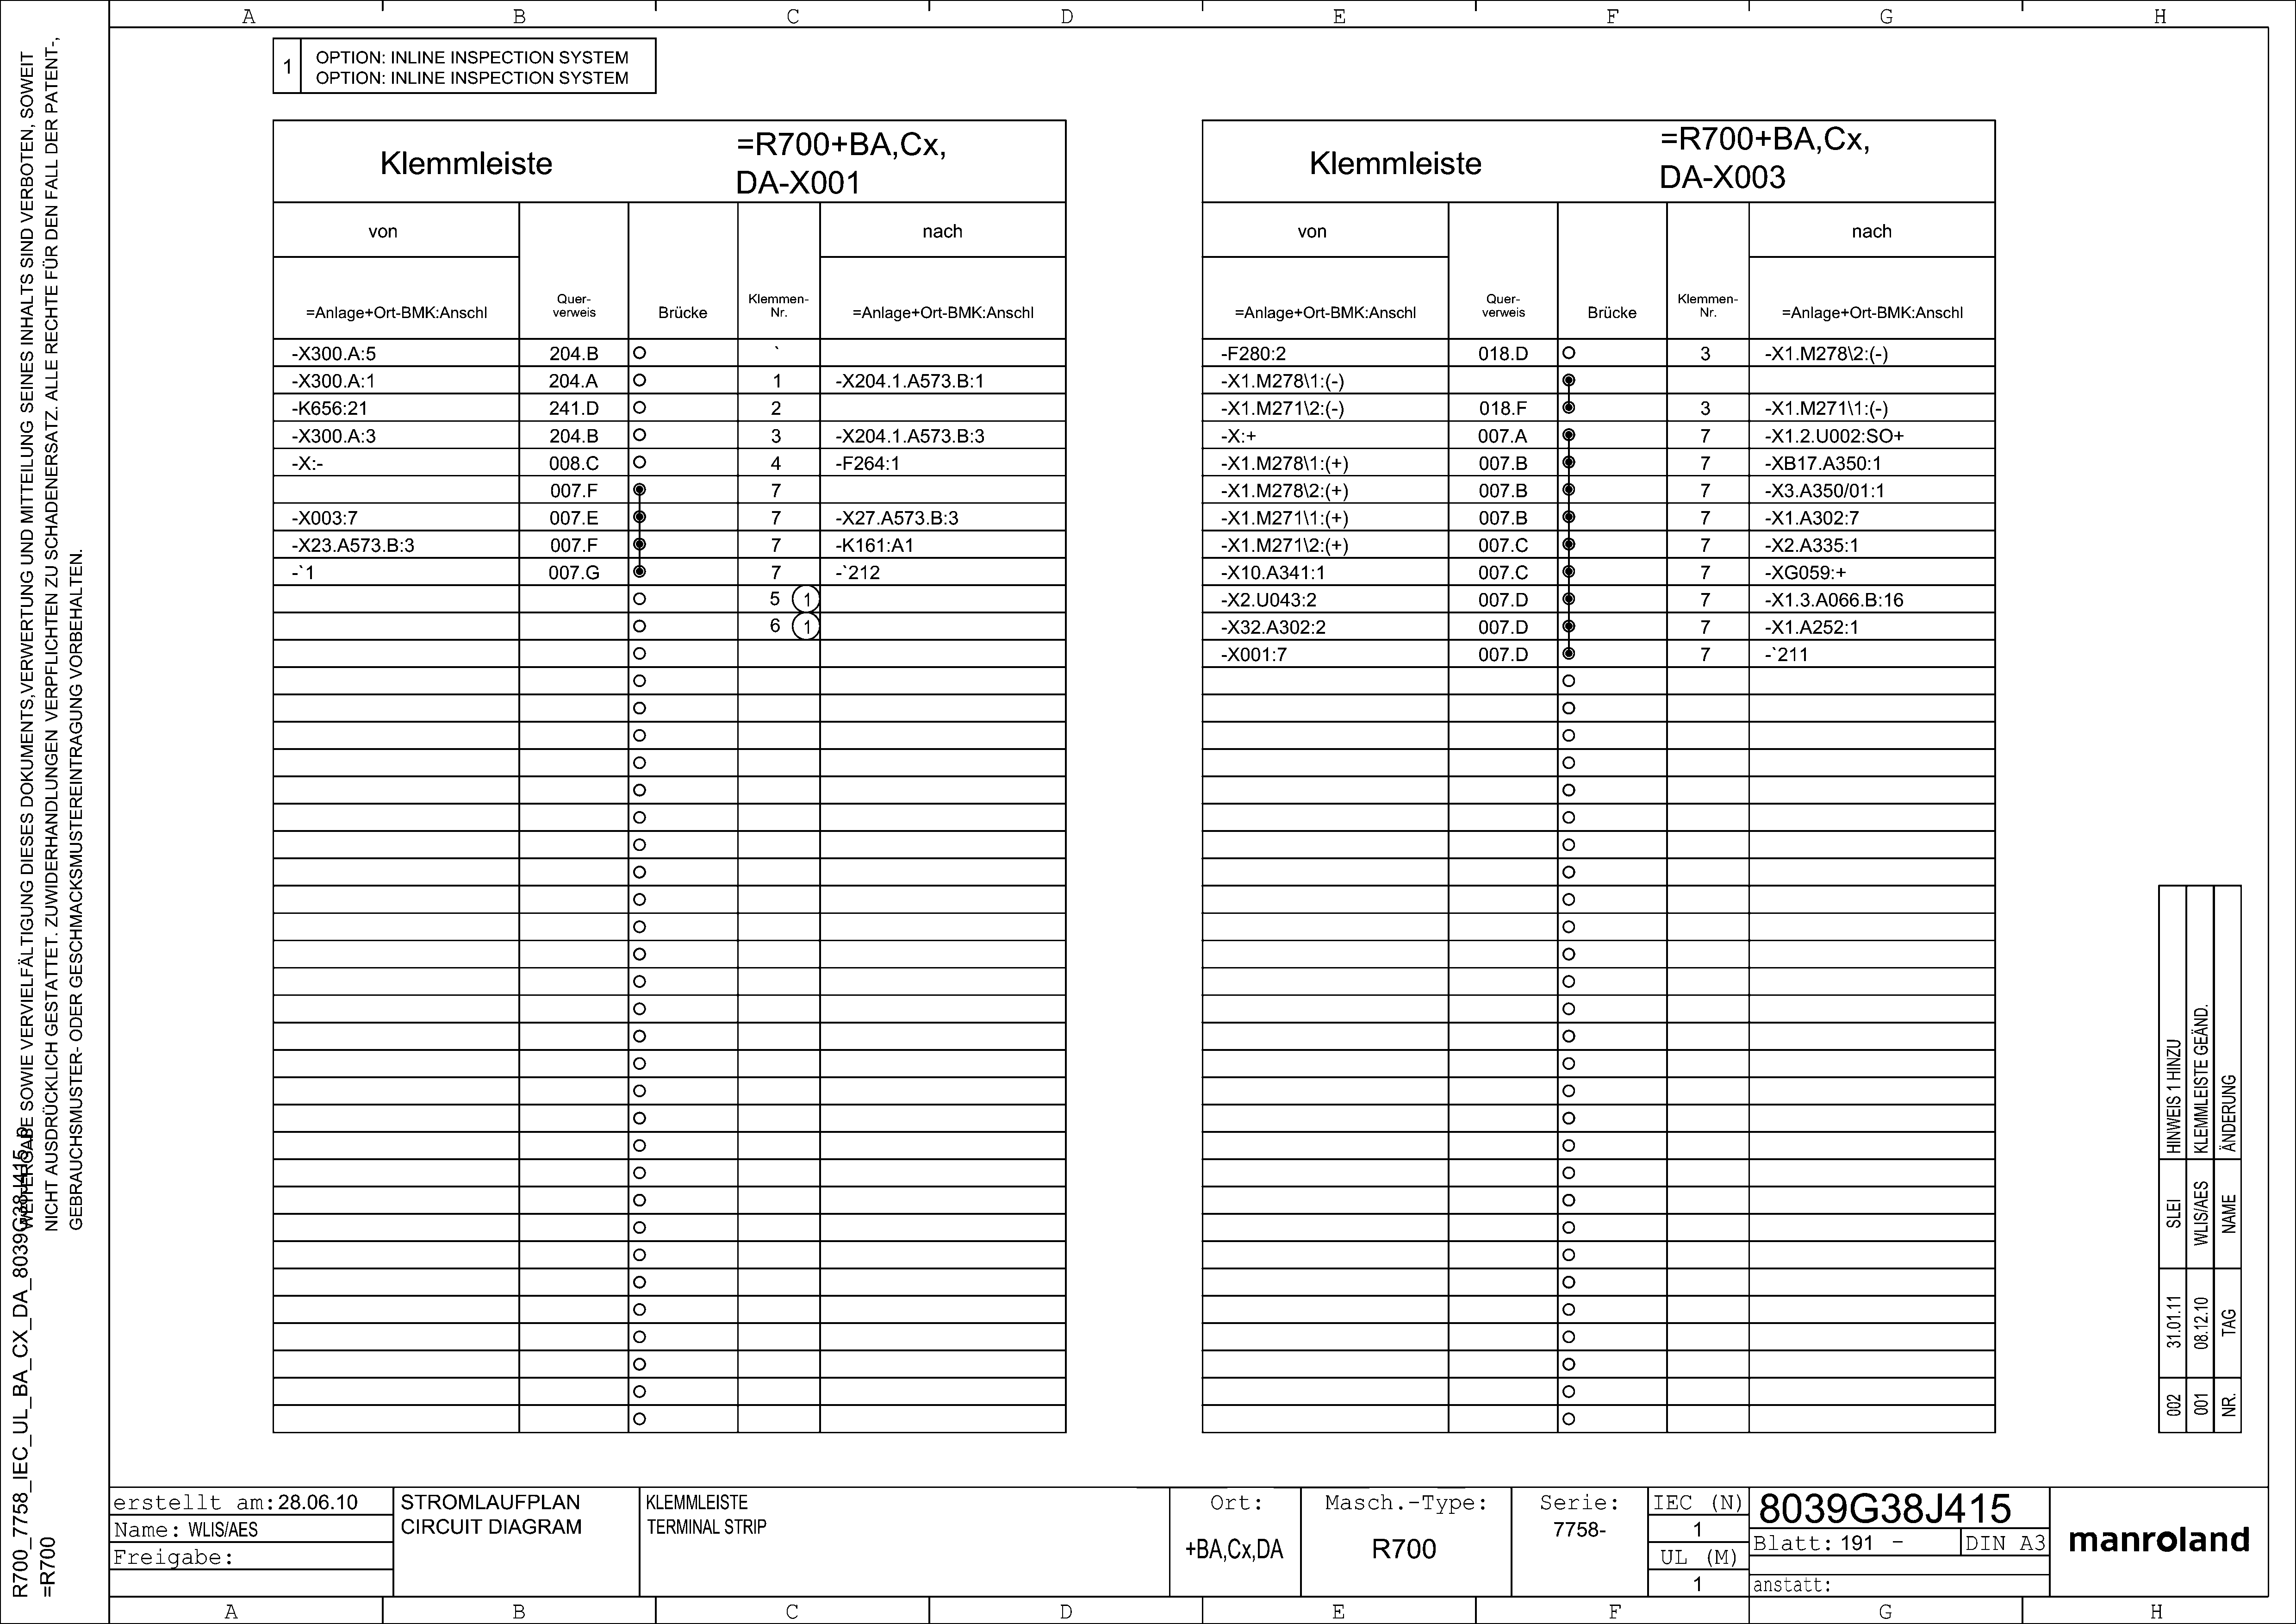 A B C D E F G H
1 OPTION: INLINE INSPECTION SYSTEM
OPTION: INLINE INSPECTION SYSTEM
Klemmleiste =R700+BA,Cx,
DA-X001
von nach
=Anlage+Ort-BMK:Anschl Quer-verweis Brücke Klemmen-Nr. =Anlage+Ort-BMK:Anschl
-X300.A:5 204.B `
-X300.A:1 204.A 1 -X204.1.A573.B:1
-K656:21 241.D 2
-X300.A:3 204.B 3 -X204.1.A573.B:3
-X:- 008.C 4 -F264:1
007.F 7
-X003:7 007.E 7 -X27.A573.B:3
-X23.A573.B:3 007.F 7 -K161:A1
-`1 007.G 7 -`212
5 1
6 1
Klemmleiste =R700+BA,Cx,
DA-X003
von nach
=Anlage+Ort-BMK:Anschl Quer-verweis Brücke Klemmen-Nr. =Anlage+Ort-BMK:Anschl
-F280:2 018.D 3 -X1.M278\2:(-)
-X1.M278\1:(-)
-X1.M271\2:(-) 018.F 3 -X1.M271\1:(-)
-X:+ 007.A 7 -X1.2.U002:SO+
-X1.M278\1:(+) 007.B 7 -XB17.A350:1
-X1.M278\2:(+) 007.B 7 -X3.A350/01:1
-X1.M271\1:(+) 007.B 7 -X1.A302:7
-X1.M271\2:(+) 007.C 7 -X2.A335:1
-X10.A341:1 007.C 7 -XG059:+
-X2.U043:2 007.D 7 -X1.3.A066.B:16
-X32.A302:2 007.D 7 -X1.A252:1
-X001:7 007.D 7 -`211
WEITERGABE SOWIE VERVIELFÄLTIGUNG DIESES DOKUMENTS,VERWERTUNG UND MITTEILUNG SEINES INHALTS SIND VERBOTEN, SOWEIT
NICHT AUSDRÜCKLICH GESTATTET. ZUWIDERHANDLUNGEN VERPFLICHTEN ZU SCHADENERSATZ. ALLE RECHTE FÜR DEN FALL DER PATENT-,
GEBRAUCHSMUSTER- ODER GESCHMACKSMUSTEREINTRAGUNG VORBEHALTEN.
R700_7758_IEC_UL_BA_CX_DA_8039G38J415_D
=R700
002 31.01.11 SLEI HINWEIS 1 HINZU
001 08.12.10 WLIS/AES KLEMMLEISTE GEÄND.
NR. TAG NAME ÄNDERUNG
erstellt am: 28.06.10
Name: WLIS/AES
Freigabe:
STROMLAUFPLAN
CIRCUIT DIAGRAM
KLEMMLEISTE
TERMINAL STRIP
Ort:
+BA,Cx,DA
Masch.-Type:
R700
Serie:
7758-
IEC (N)
1
UL (M)
1
8039G38J415
Blatt: 191 - DIN A3
anstatt:
manroland
A B C D E F G H